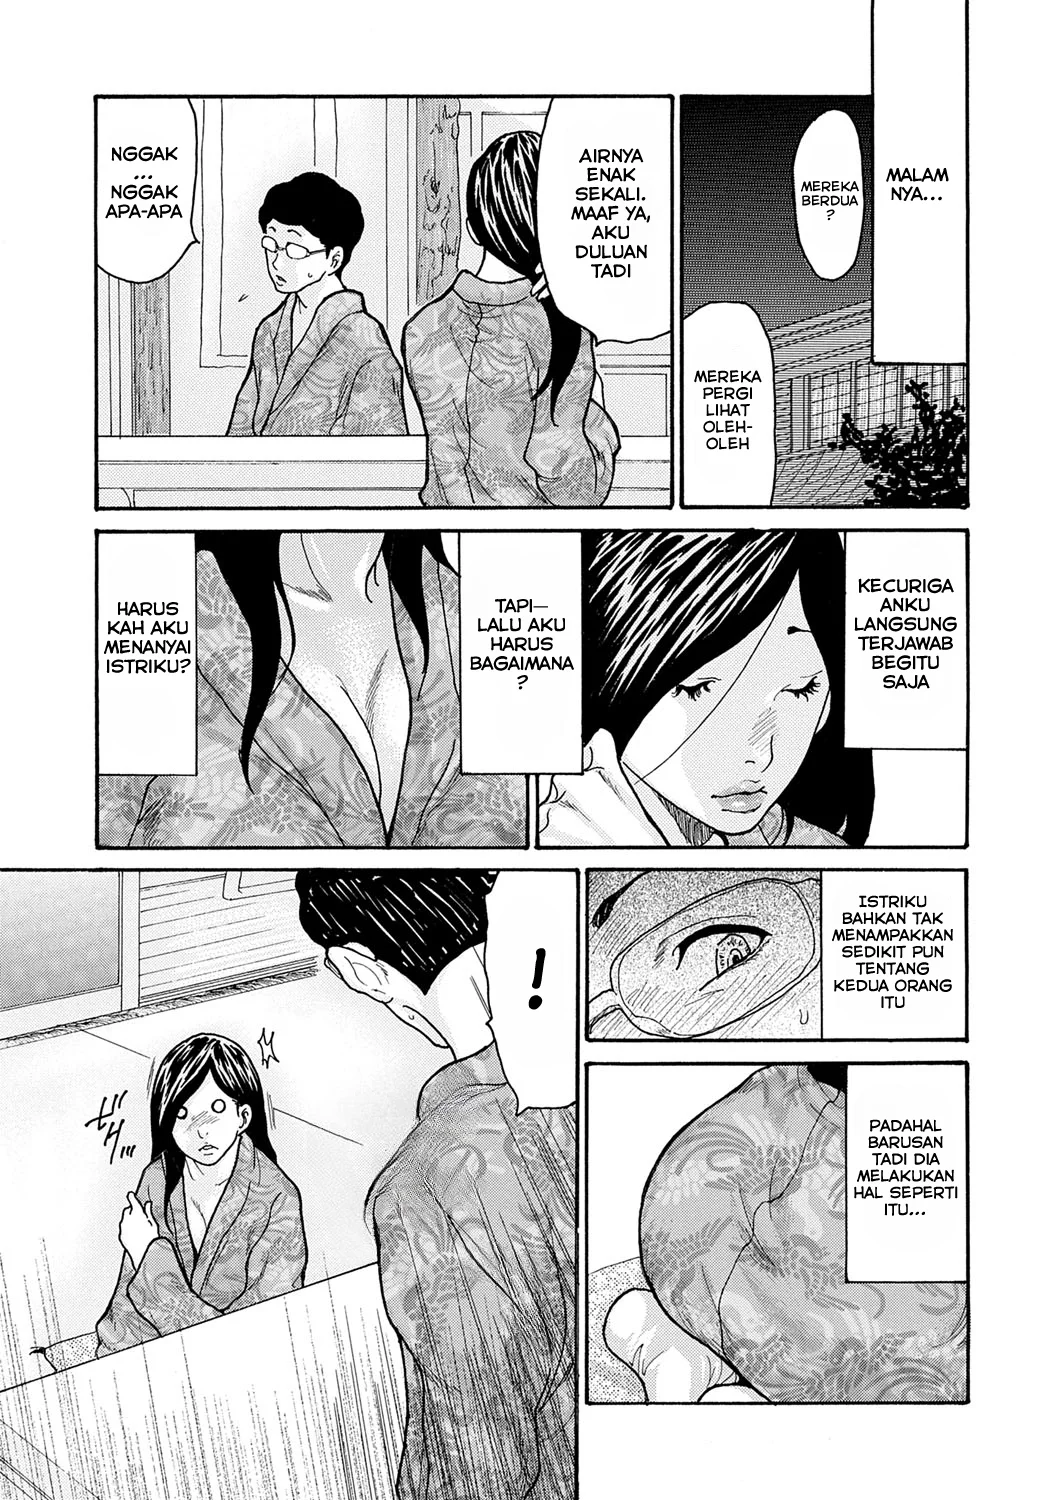 MALAM
NYA...
MEREKA
BERDUA
?
MEREKA
PERGI
LIHAT
OLEH-
OLEH
AIRNYA
ENAK
SEKALI.
MAAF YA,
AKU
DULUAN
TADI
NGGAK
...
NGGAK
APA-APA
KECURIGA
ANKU
LANGSUNG
TERJAWAB
BEGITU
SAJA
TAPI—
LALU AKU
HARUS
BAGAIMANA
?
HARUS
KAH AKU
MENANYAI
ISTRIKU?
ISTRIKU
BAHKAN TAK
MENAMPAKKAN
SEDIKIT PUN
TENTANG
KEDUA ORANG
ITU
PADAHAL
BARUSAN
TADI DIA
MELAKUKAN
HAL SEPERTI
ITU...
!